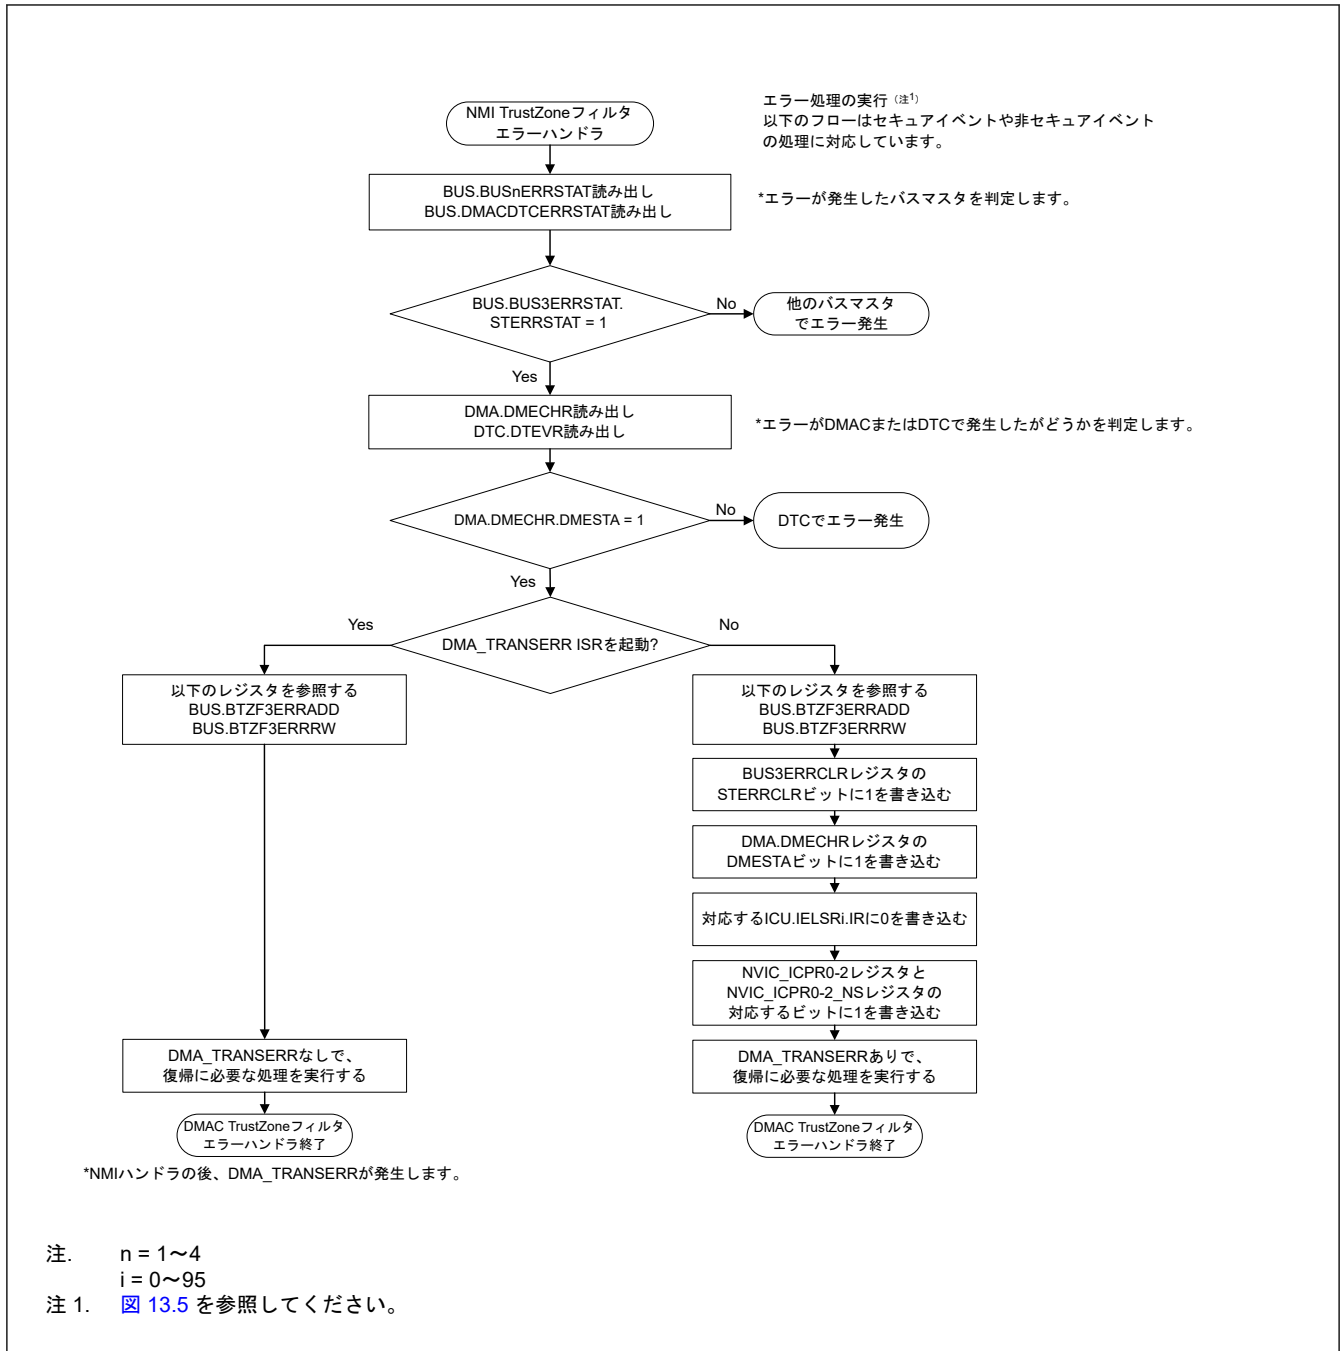 NMI TrustZoneフィルタ
エラーハンドラ
エラー処理の実行（注1）
以下のフローはセキュアイベントや非セキュアイベント
の処理に対応しています。
BUS.BUSnERRSTAT読み出し
BUS.DMACDTCERRSTAT読み出し
*エラーが発生したバスマスタを判定します。
BUS.BUS3ERRSTAT.
STERRSTAT = 1
No
他のバスマスタ
でエラー発生
Yes
DMA.DMECHR読み出し
DTC.DTEVR読み出し
*エラーがDMACまたはDTCで発生したがどうかを判定します。
DMA.DMECHR.DMESTA = 1
No
DTCでエラー発生
Yes
DMA_TRANSERR ISRを起動?
Yes
No
以下のレジスタを参照する
BUS.BTZF3ERRADD
BUS.BTZF3ERRRW
以下のレジスタを参照する
BUS.BTZF3ERRADD
BUS.BTZF3ERRRW
BUS3ERRCLRレジスタの
STERRCLRビットに1を書き込む
DMA.DMECHRレジスタの
DMESTAビットに1を書き込む
対応するICU.IELSRi.IRに0を書き込む
NVIC_ICPR0-2レジスタと
NVIC_ICPR0-2_NSレジスタの
対応するビットに1を書き込む
DMA_TRANSERRなしで、
復帰に必要な処理を実行する
DMA_TRANSERRありで、
復帰に必要な処理を実行する
DMAC TrustZoneフィルタ
エラーハンドラ終了
DMAC TrustZoneフィルタ
エラーハンドラ終了
*NMIハンドラの後、DMA_TRANSERRが発生します。
注. n = 1～4
i = 0～95
注 1. 図 13.5 を参照してください。